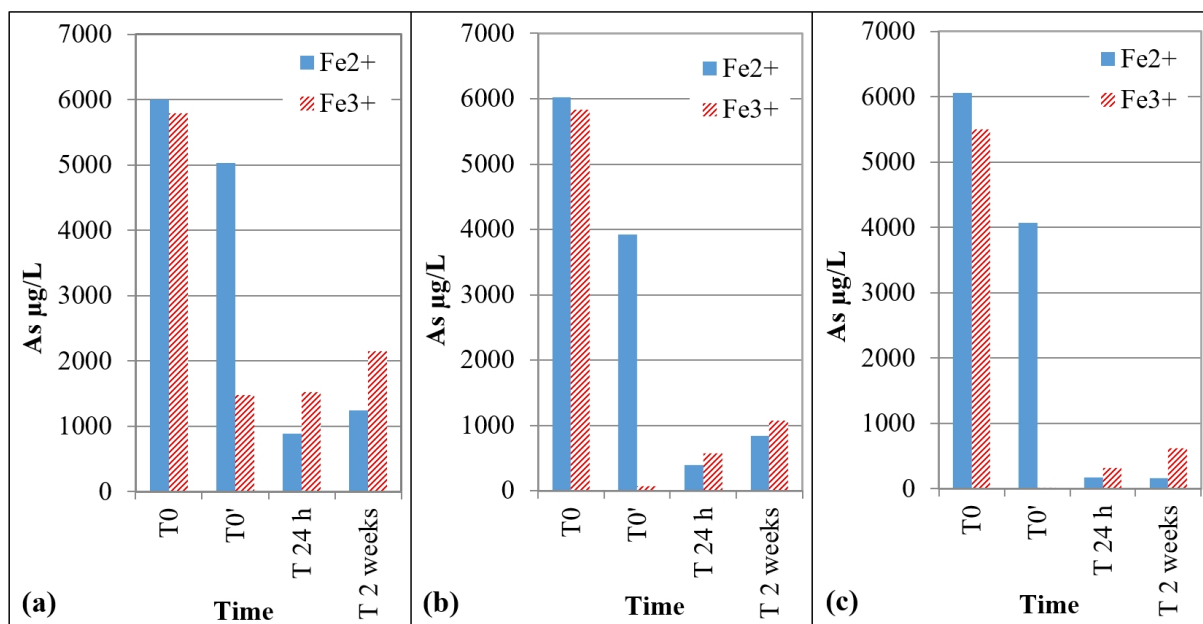 7000
6000
5000
4000
3000
2000
1000
0
As µg/L
Fe2+
Fe3+
T0
T0'
T 24 h
T 2 weeks
Time
(a)
7000
6000
5000
4000
3000
2000
1000
0
As µg/L
Fe2+
Fe3+
T0
T0'
T 24 h
T 2 weeks
Time
(b)
7000
6000
5000
4000
3000
2000
1000
0
As µg/L
Fe2+
Fe3+
T0
T0'
T 24 h
T 2 weeks
Time
(c)